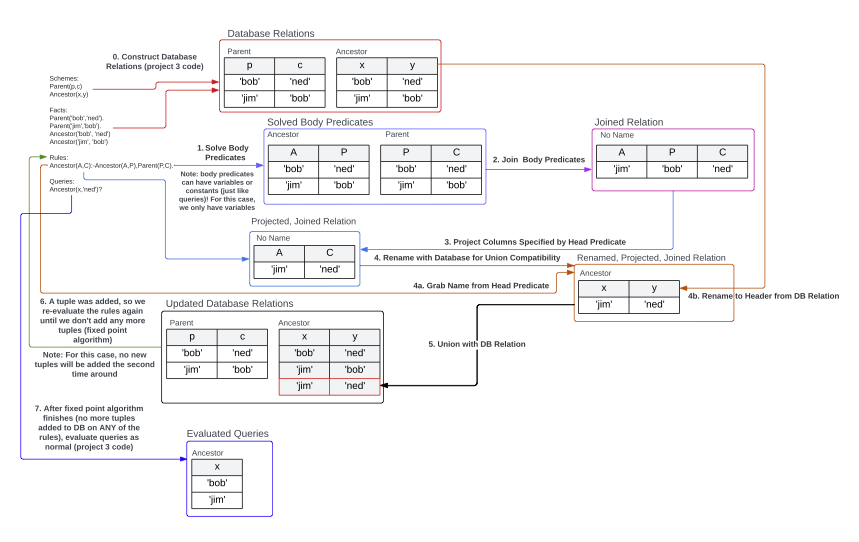 Database Relations
0. Construct Database
Relations (project 3 code)
Parent
Ancestor
p c
x y
'bob' 'ned'
'bob' 'ned'
'jim' 'bob'
'jim' 'bob'
Schemes:
Parent(p,c)
Ancestor(x,y)
Facts:
Parent('bob','ned').
Parent('jim','bob').
Ancestor('bob', 'ned')
Ancestor('jim', 'bob')
Rules:
Ancestor(A,C):-Ancestor(A,P),Parent(P,C).
Queries:
Ancestor(x,'ned')?
1. Solve Body
Predicates
Note: body predicates
can have variables or
constants (just like
queries)! For this case,
we only have variables
Solved Body Predicates
Ancestor
Parent
A P
P C
'bob' 'ned'
'bob' 'ned'
'jim' 'bob'
'jim' 'bob'
2. Join Body Predicates
Joined Relation
No Name
A P C
'jim' 'bob' 'ned'
3. Project Columns Specified by Head Predicate
Projected, Joined Relation
No Name
A C
'jim' 'ned'
4. Rename with Database for Union Compatibility
4a. Grab Name from Head Predicate
Renamed, Projected, Joined Relation
Ancestor
x y
'jim' 'ned'
4b. Rename to Header from DB Relation
5. Union with DB Relation
Updated Database Relations
Parent
Ancestor
p c
x y
'bob' 'ned'
'bob' 'ned'
'jim' 'bob'
'jim' 'bob'
'jim' 'ned'
6. A tuple was added, so we
re-evaluate the rules again
until we don't add any more
tuples (fixed point
algorithm)
Note: For this case, no new
tuples will be added the second
time around
7. After fixed point algorithm
finishes (no more tuples
added to DB on ANY of the
rules), evaluate queries as
normal (project 3 code)
Evaluated Queries
Ancestor
x
'bob'
'jim'